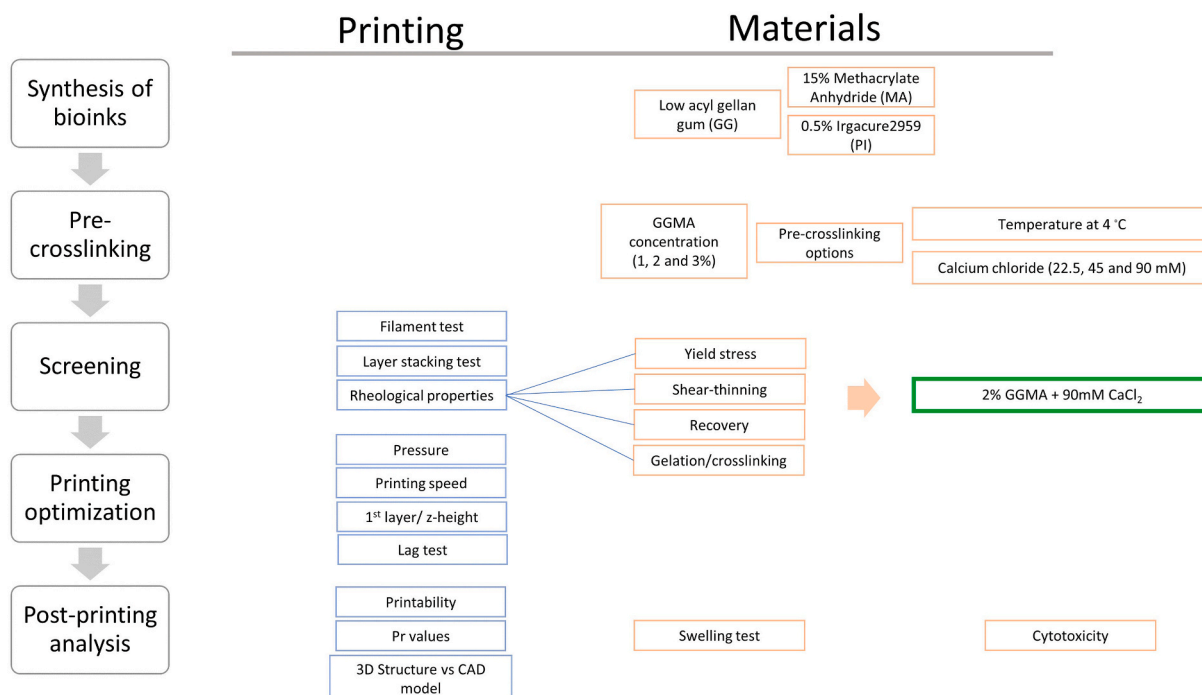 Printing
Materials
Synthesis of
bioinks
Low acyl gellan
gum (GG)
15% Methacrylate
Anhydride (MA)
0.5% Irgacure2959
(PI)
Pre-
crosslinking
GGMA
concentration
(1, 2 and 3%)
Pre-crosslinking
options
Temperature at 4 °C
Calcium chloride (22.5, 45 and 90 mM)
Screening
Filament test
Layer stacking test
Rheological properties
Yield stress
Shear-thinning
Recovery
Gelation/crosslinking
2% GGMA + 90mM CaCl₂
Printing
optimization
Pressure
Printing speed
1ˢᵗ layer/ z-height
Lag test
Post-printing
analysis
Printability
Pr values
3D Structure vs CAD
model
Swelling test
Cytotoxicity